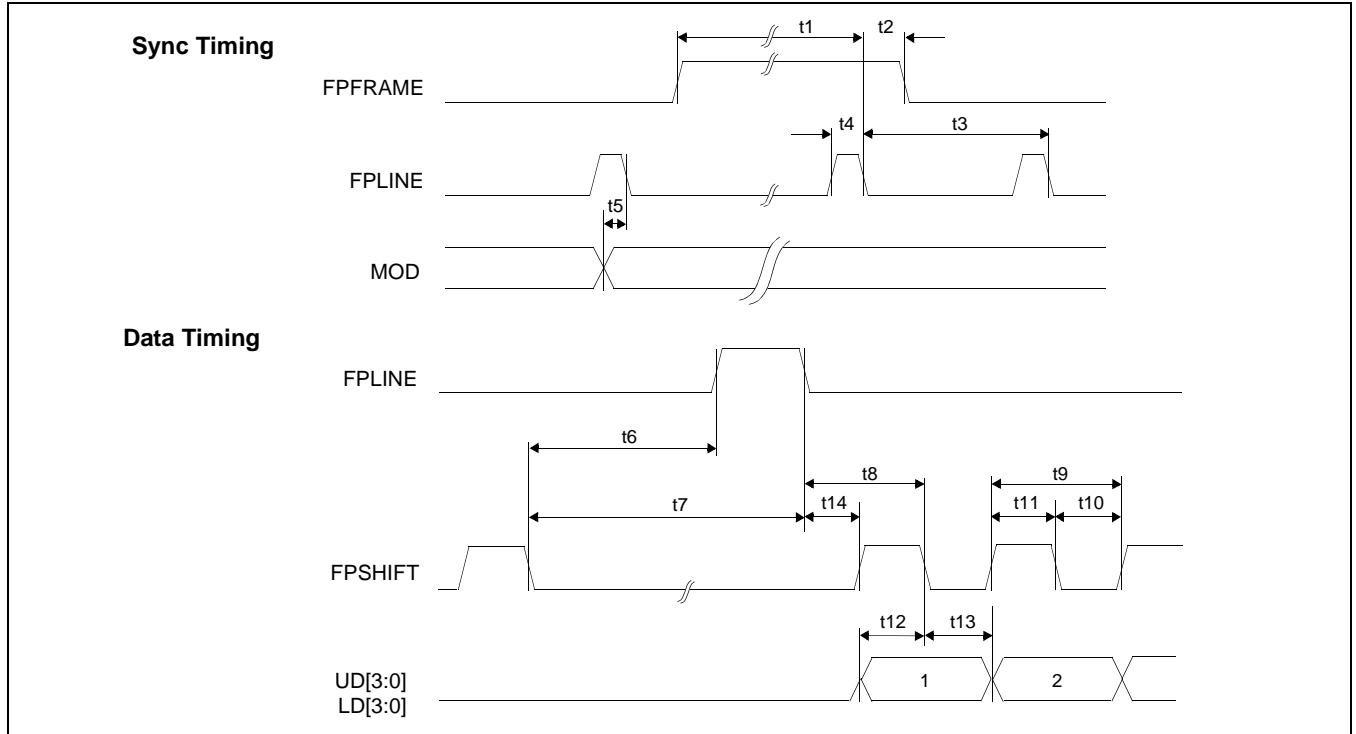 Sync Timing
t1 t2
FPFRAME
t4 t3
FPLINE
t5
MOD
Data Timing
FPLINE
t6
t8 t9
t7 t14 t11 t10
FPSHIFT
t12 t13
UD[3:0] 1 2
LD[3:0]